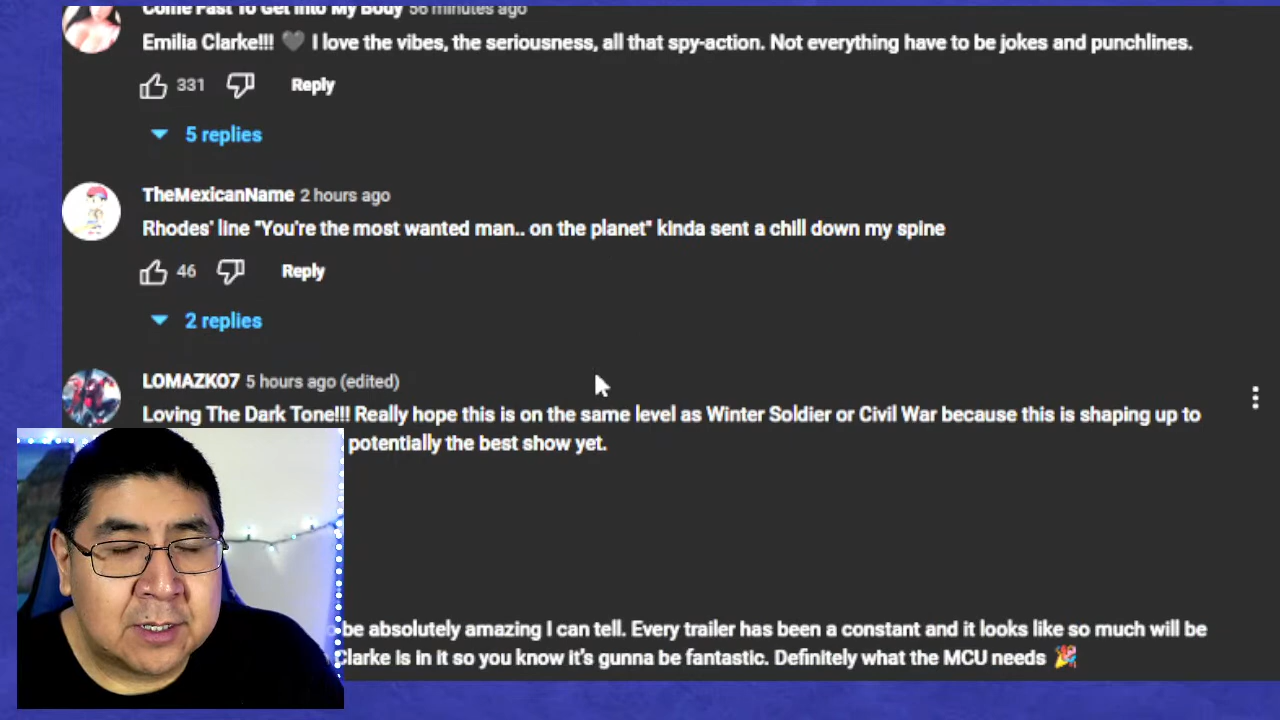 Come Fast To Get Into My Body 56 minutes ago
Emilia Clarke!!! 🖤 I love the vibes, the seriousness, all that spy-action. Not everything have to be jokes and punchlines.
331 Reply
5 replies
TheMexicanName 2 hours ago
Rhodes' line "You're the most wanted man.. on the planet" kinda sent a chill down my spine
46 Reply
2 replies
LOMAZKO7 5 hours ago (edited)
Loving The Dark Tone!!! Really hope this is on the same level as Winter Soldier or Civil War because this is shaping up to
potentially the best show yet.
be absolutely amazing I can tell. Every trailer has been a constant and it looks like so much will be
Clarke is in it so you know it's gunna be fantastic. Definitely what the MCU needs 🎉